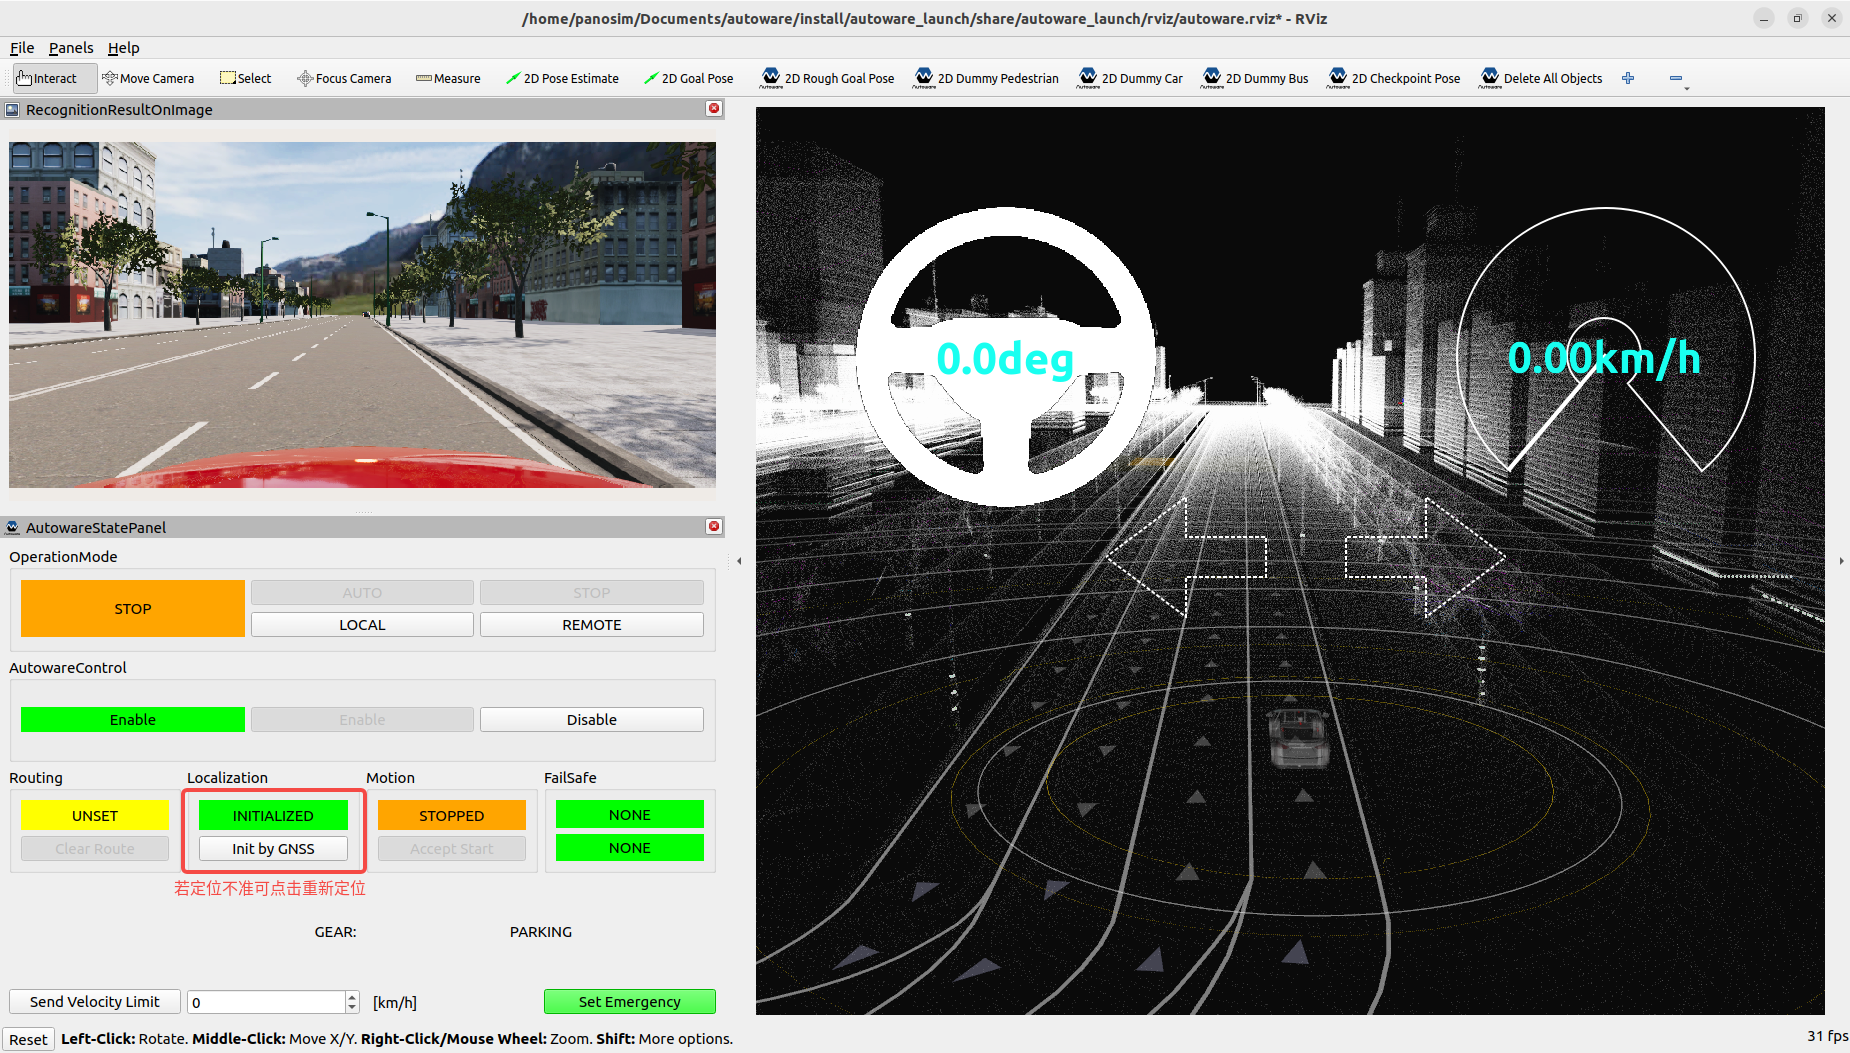 /home/panosim/Documents/autoware/install/autoware_launch/share/autoware_launch/rviz/autoware.rviz* - RViz
File Panels Help
Interact Move Camera Select Focus Camera Measure 2D Pose Estimate 2D Goal Pose 2D Rough Goal Pose 2D Dummy Pedestrian 2D Dummy Car 2D Dummy Bus 2D Checkpoint Pose Delete All Objects
RecognitionResultOnImage
0.0deg
0.00km/h
AutowareStatePanel
OperationMode
STOP AUTO STOP
LOCAL REMOTE
AutowareControl
Enable Enable Disable
Routing Localization Motion FailSafe
UNSET INITIALIZED STOPPED NONE
Clear Route Init by GNSS Accept Start NONE
若定位不准可点击重新定位
GEAR: PARKING
Send Velocity Limit 0 [km/h] Set Emergency
Reset Left-Click: Rotate. Middle-Click: Move X/Y. Right-Click/Mouse Wheel: Zoom. Shift: More options. 31 fps